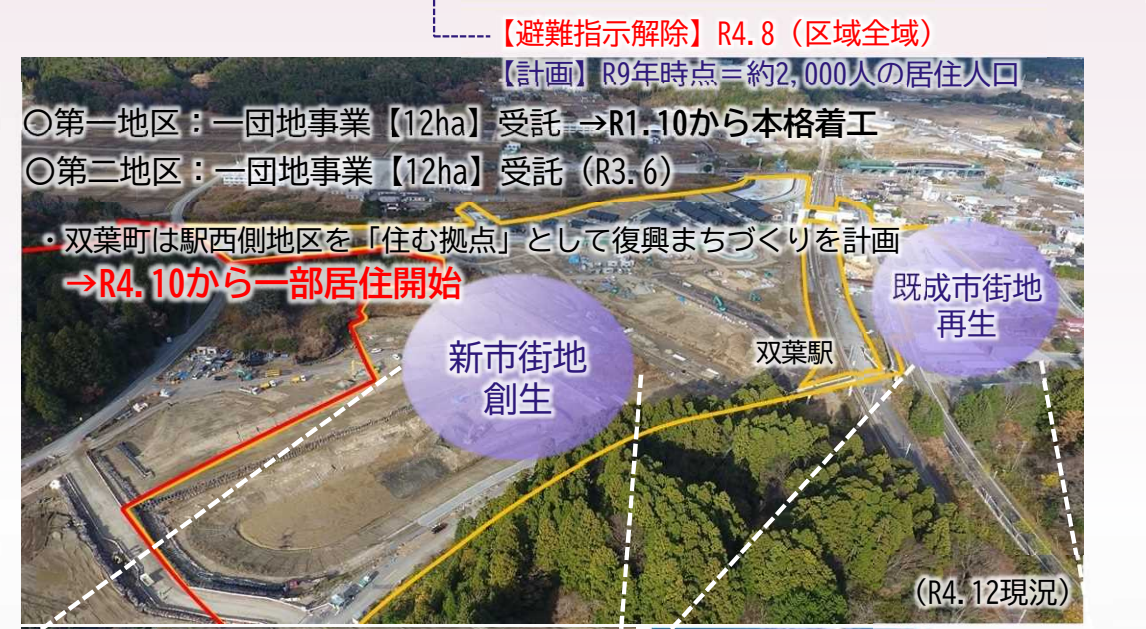 【避難指示解除】R4.8（区域全域）
【計画】R9年時点＝約2,000人の居住人口
〇第一地区：一団地事業【12ha】受託 →R1.10から本格着工
〇第二地区：一団地事業【12ha】受託（R3.6）
・双葉町は駅西側地区を「住む拠点」として復興まちづくりを計画
→R4.10から一部居住開始
既成市街地
再生
新市街地
創生
双葉駅
（R4.12現況）